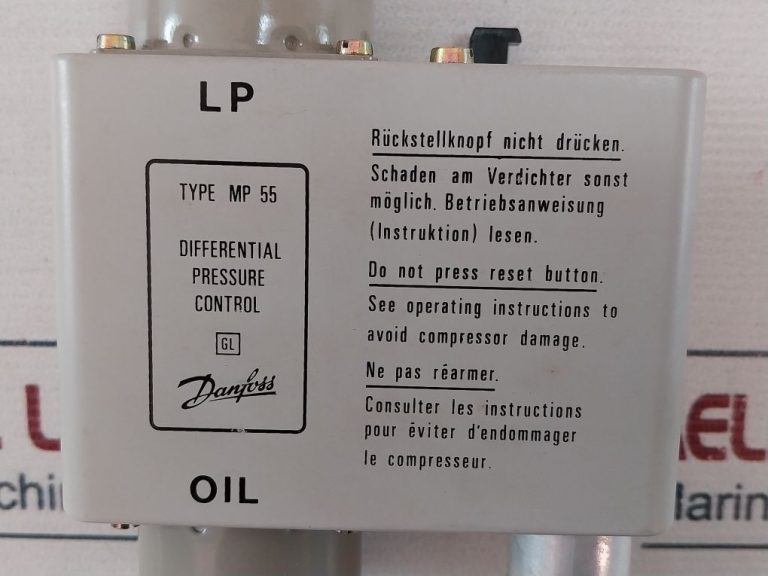 LP
TYPE MP 55
DIFFERENTIAL
PRESSURE
CONTROL
GL
Danfoss
OIL
Rückstellknopf nicht drücken.
Schaden am Verdichter sonst
möglich. Betriebsanweisung
(Instruktion) lesen.
Do not press reset button.
See operating instructions to
avoid compressor damage.
Ne pas réarmer.
Consulter les instructions
pour éviter d'endommager
le compresseur.